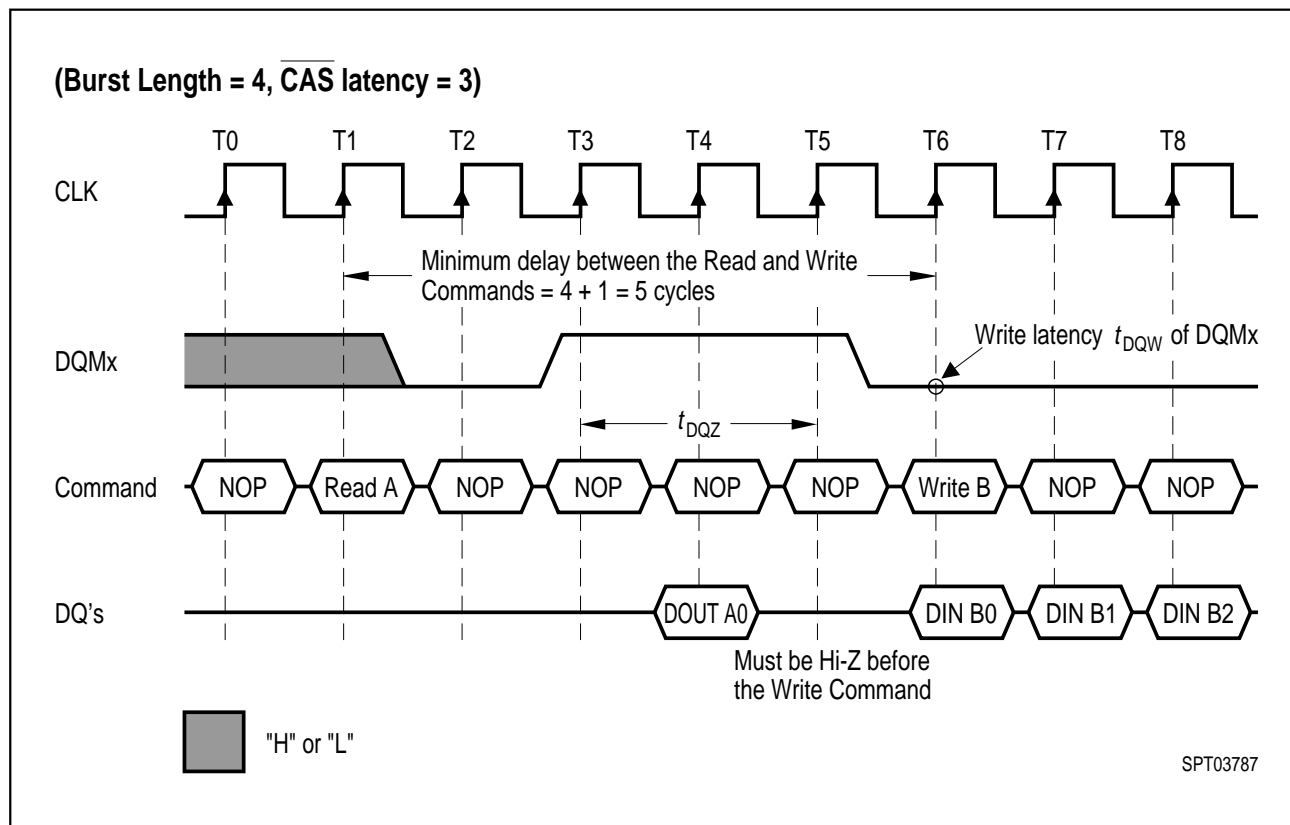 (Burst Length = 4, CAS latency = 3)
T0 T1 T2 T3 T4 T5 T6 T7 T8
CLK
Minimum delay between the Read and Write
Commands = 4 + 1 = 5 cycles
Write latency tDQW of DQMx
DQMx
tDQZ
Command NOP Read A NOP NOP NOP NOP Write B NOP NOP
DQ's DOUT A0 DIN B0 DIN B1 DIN B2
Must be Hi-Z before
the Write Command
"H" or "L"
SPT03787